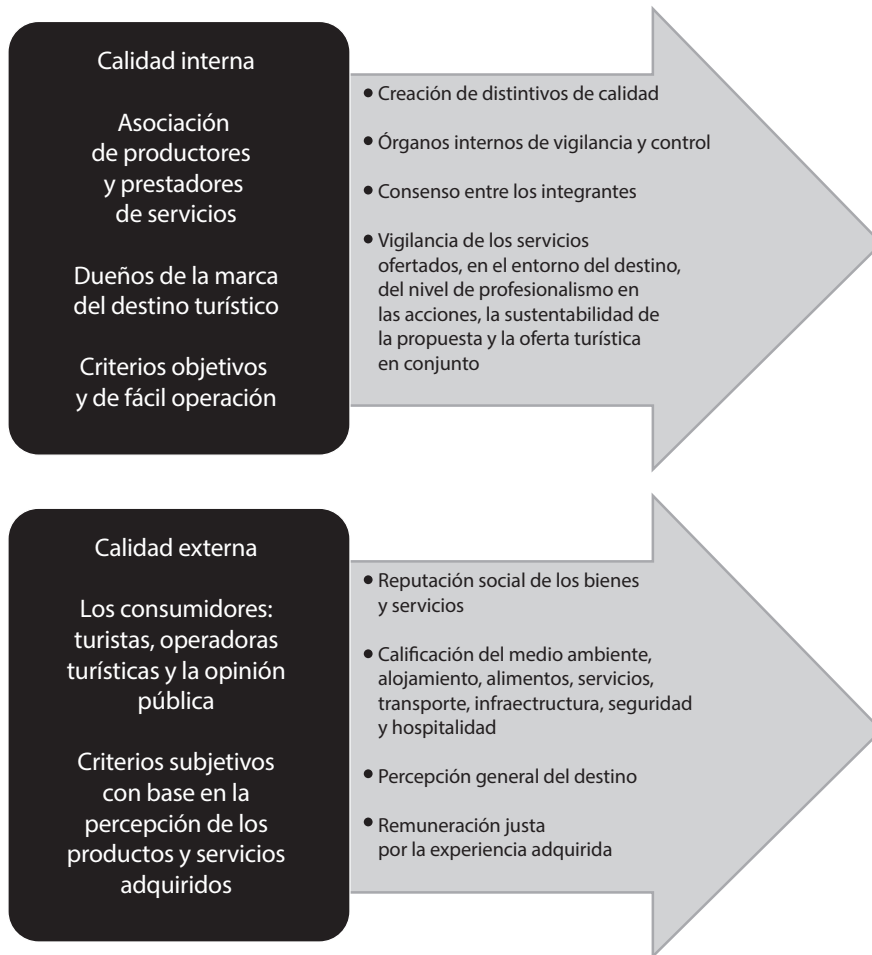 Calidad interna
Asociación
de productores
y prestadores
de servicios
Dueños de la marca
del destino turístico
Criterios objetivos
y de fácil operación
• Creación de distintivos de calidad
• Órganos internos de vigilancia y control
• Consenso entre los integrantes
• Vigilancia de los servicios
ofertados, en el entorno del destino,
del nivel de profesionalismo en
las acciones, la sustentabilidad de
la propuesta y la oferta turística
en conjunto
Calidad externa
Los consumidores:
turistas, operadoras
turísticas y la opinión
pública
Criterios subjetivos
con base en la
percepción de los
productos y servicios
adquiridos
• Reputación social de los bienes
y servicios
• Calificación del medio ambiente,
alojamiento, alimentos, servicios,
transporte, infraectructura, seguridad
y hospitalidad
• Percepción general del destino
• Remuneración justa
por la experiencia adquirida